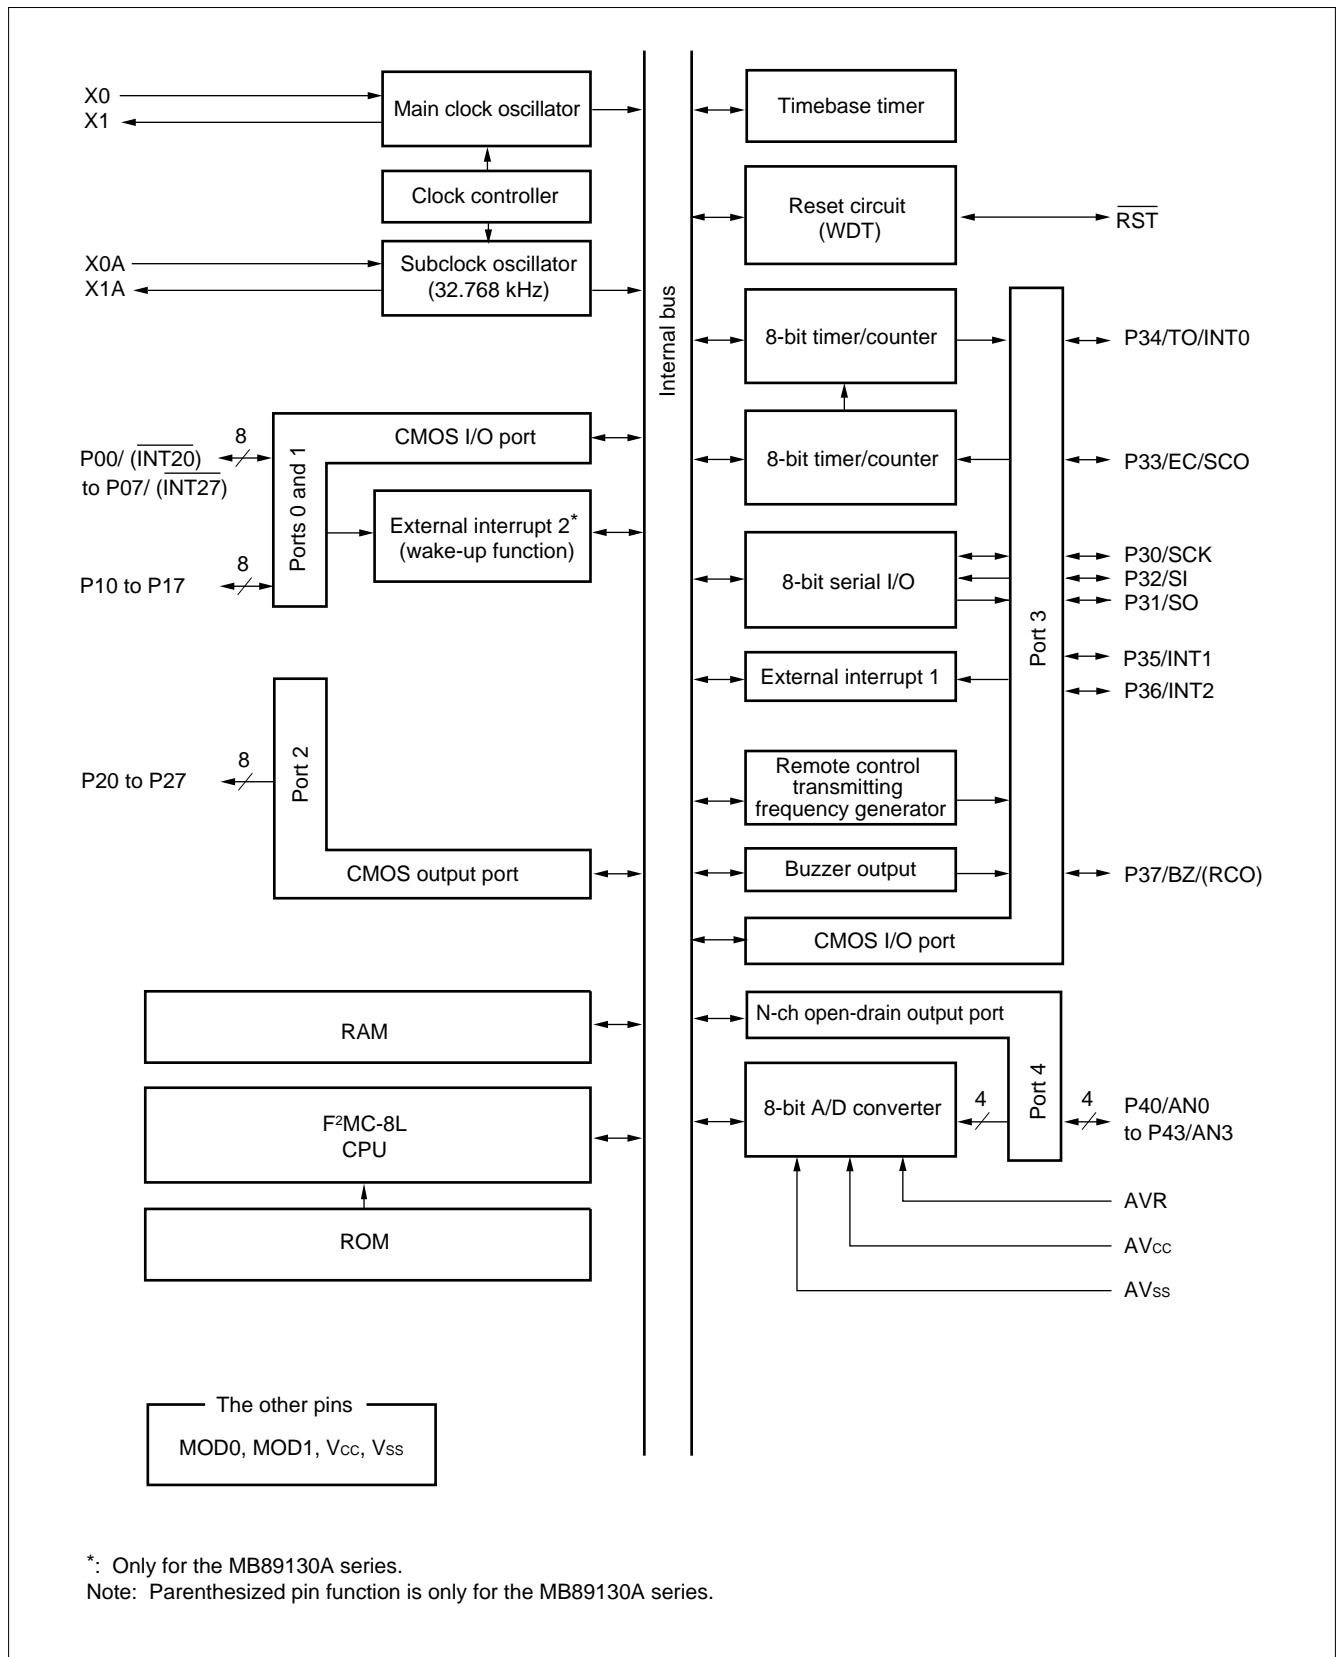 X0
X1
Main clock oscillator
Clock controller
X0A
X1A
Subclock oscillator
(32.768 kHz)
8
P00/ (INT20)
to P07/ (INT27)
Ports 0 and 1
CMOS I/O port
External interrupt 2*
(wake-up function)
8
P10 to P17
8
P20 to P27
Port 2
CMOS output port
RAM
F²MC-8L
CPU
ROM
The other pins
MOD0, MOD1, Vcc, Vss
Internal bus
Timebase timer
Reset circuit
(WDT)
RST
8-bit timer/counter
P34/TO/INT0
8-bit timer/counter
P33/EC/SCO
8-bit serial I/O
P30/SCK
P32/SI
P31/SO
Port 3
External interrupt 1
P35/INT1
P36/INT2
Remote control
transmitting
frequency generator
Buzzer output
P37/BZ/(RCO)
CMOS I/O port
N-ch open-drain output port
Port 4
8-bit A/D converter
4
4
P40/AN0
to P43/AN3
AVR
AVcc
AVss
*: Only for the MB89130A series.
Note: Parenthesized pin function is only for the MB89130A series.